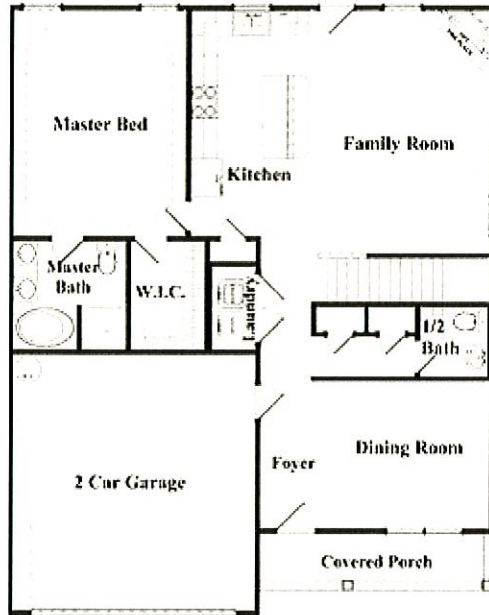 Master Bed
Family Room
Kitchen
Master
Bath
W.I.C.
Laundry
1/2
Bath
Dining Room
Foyer
2 Car Garage
Covered Porch